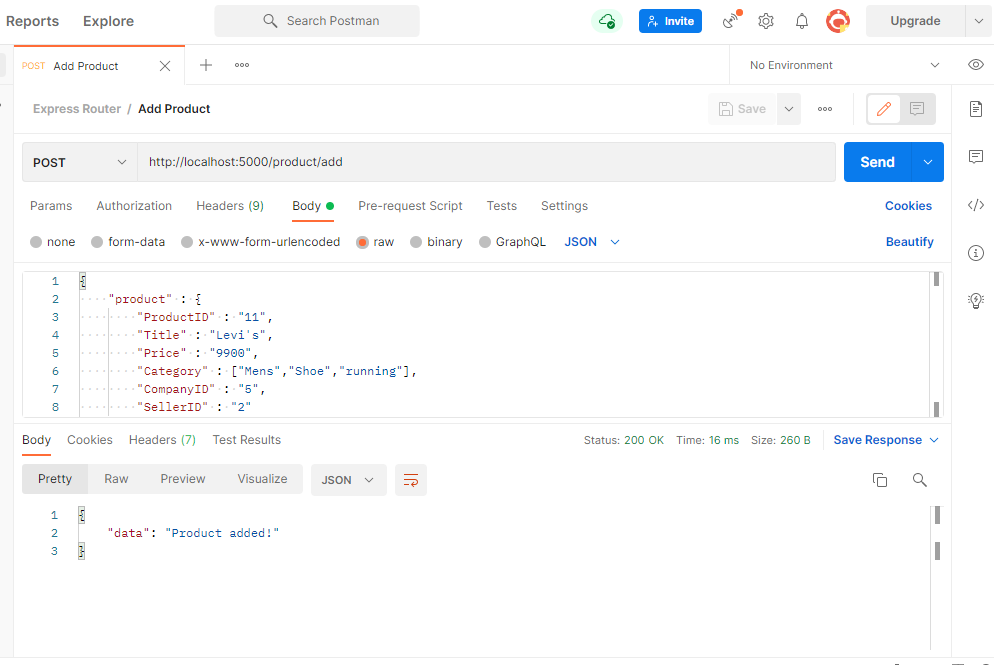 Reports Explore Search Postman Invite Upgrade
POST Add Product No Environment
Express Router / Add Product Save
POST http://localhost:5000/product/add Send
Params Authorization Headers (9) Body Pre-request Script Tests Settings Cookies
none form-data x-www-form-urlencoded raw binary GraphQL JSON Beautify
1 {
2 "product" : {
3 "ProductID" : "11",
4 "Title" : "Levi's",
5 "Price" : "9900",
6 "Category" : ["Mens","Shoe","running"],
7 "CompanyID" : "5",
8 "SellerID" : "2"
Body Cookies Headers (7) Test Results Status: 200 OK Time: 16 ms Size: 260 B Save Response
Pretty Raw Preview Visualize JSON
1 {
2 "data": "Product added!"
3 }